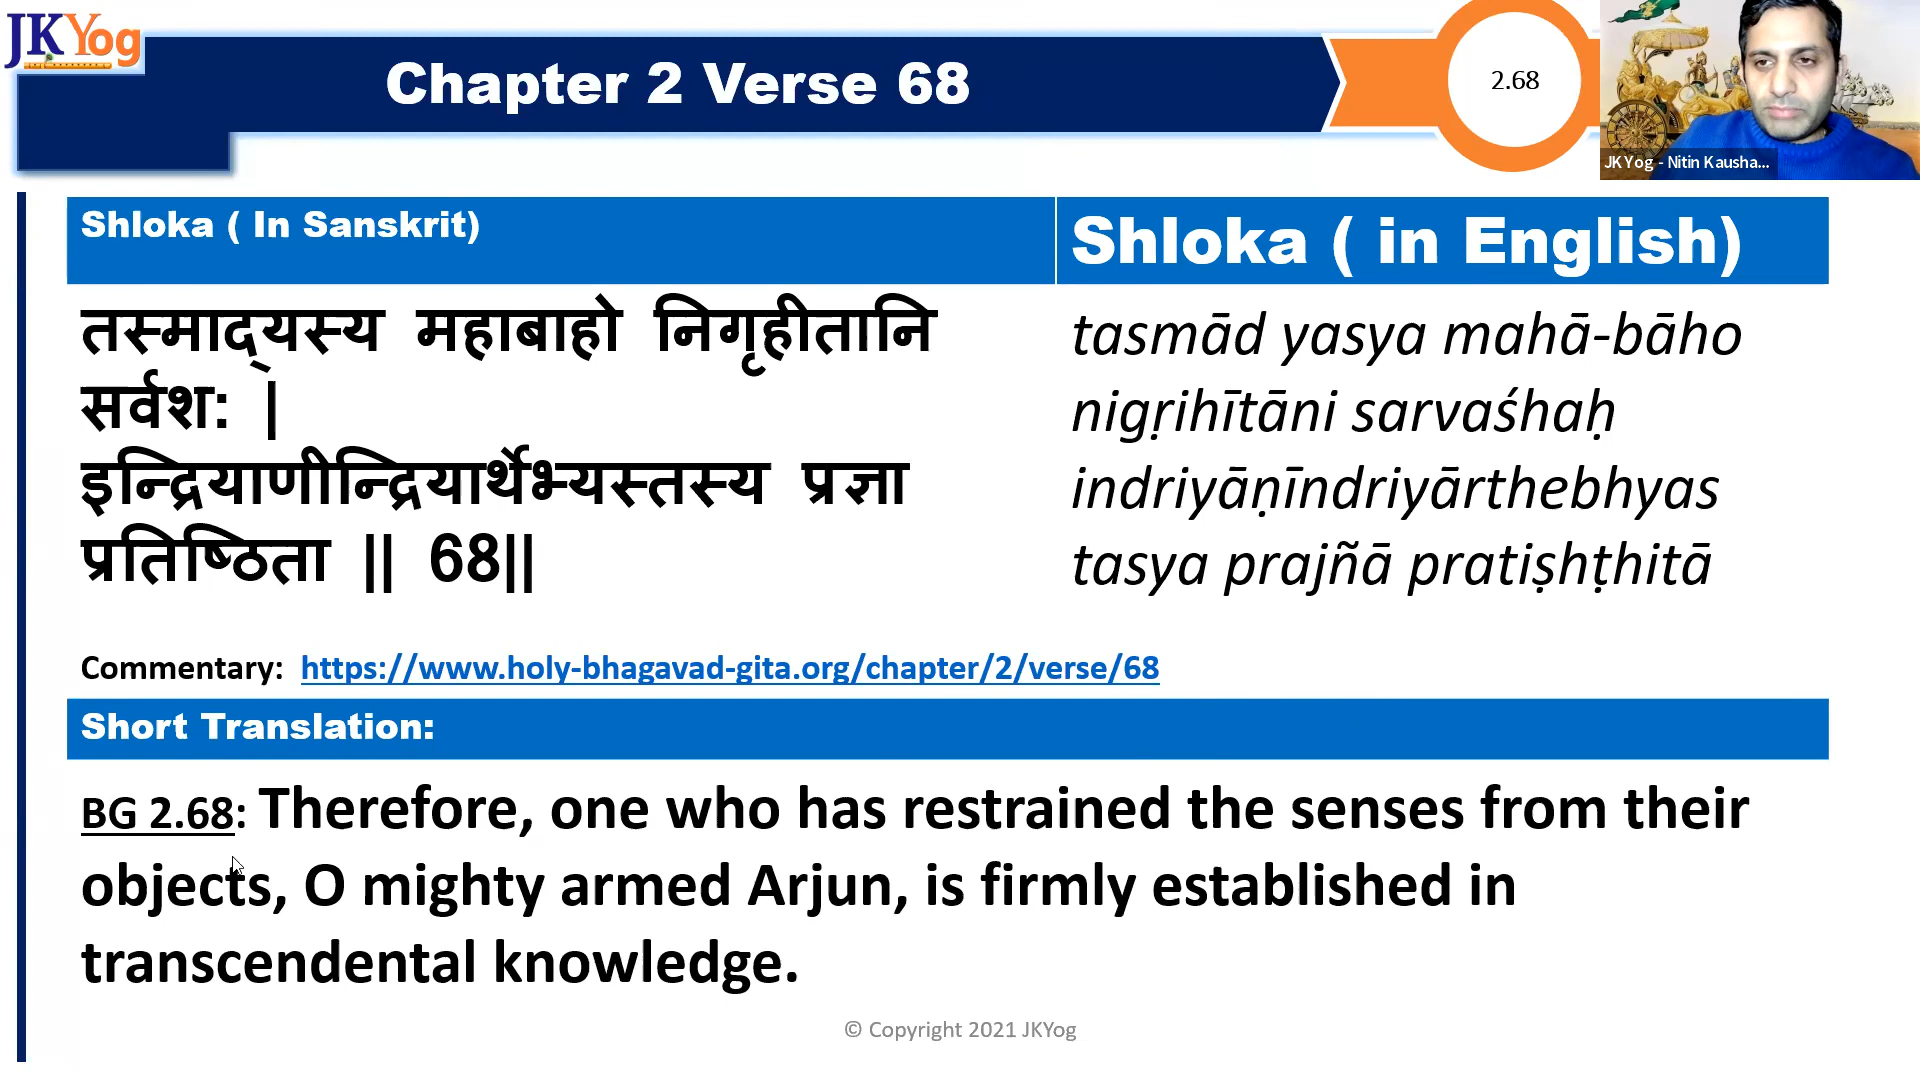 JKYog
Chapter 2 Verse 68
2.68
JKYog - Nitin Kausha...
Shloka ( In Sanskrit)
Shloka ( in English)
तस्माद्यस्य महाबाहो निगृहीतानि
सर्वश: |
इन्द्रियाणीन्द्रियार्थेभ्यस्तस्य प्रज्ञा
प्रतिष्ठिता || 68||
tasmād yasya mahā-bāho
nigṛihītāni sarvaśhaḥ
indriyāṇīndriyārthebhyas
tasya prajñā pratiṣhṭhitā
Commentary: https://www.holy-bhagavad-gita.org/chapter/2/verse/68
Short Translation:
BG 2.68: Therefore, one who has restrained the senses from their
objects, O mighty armed Arjun, is firmly established in
transcendental knowledge.
© Copyright 2021 JKYog